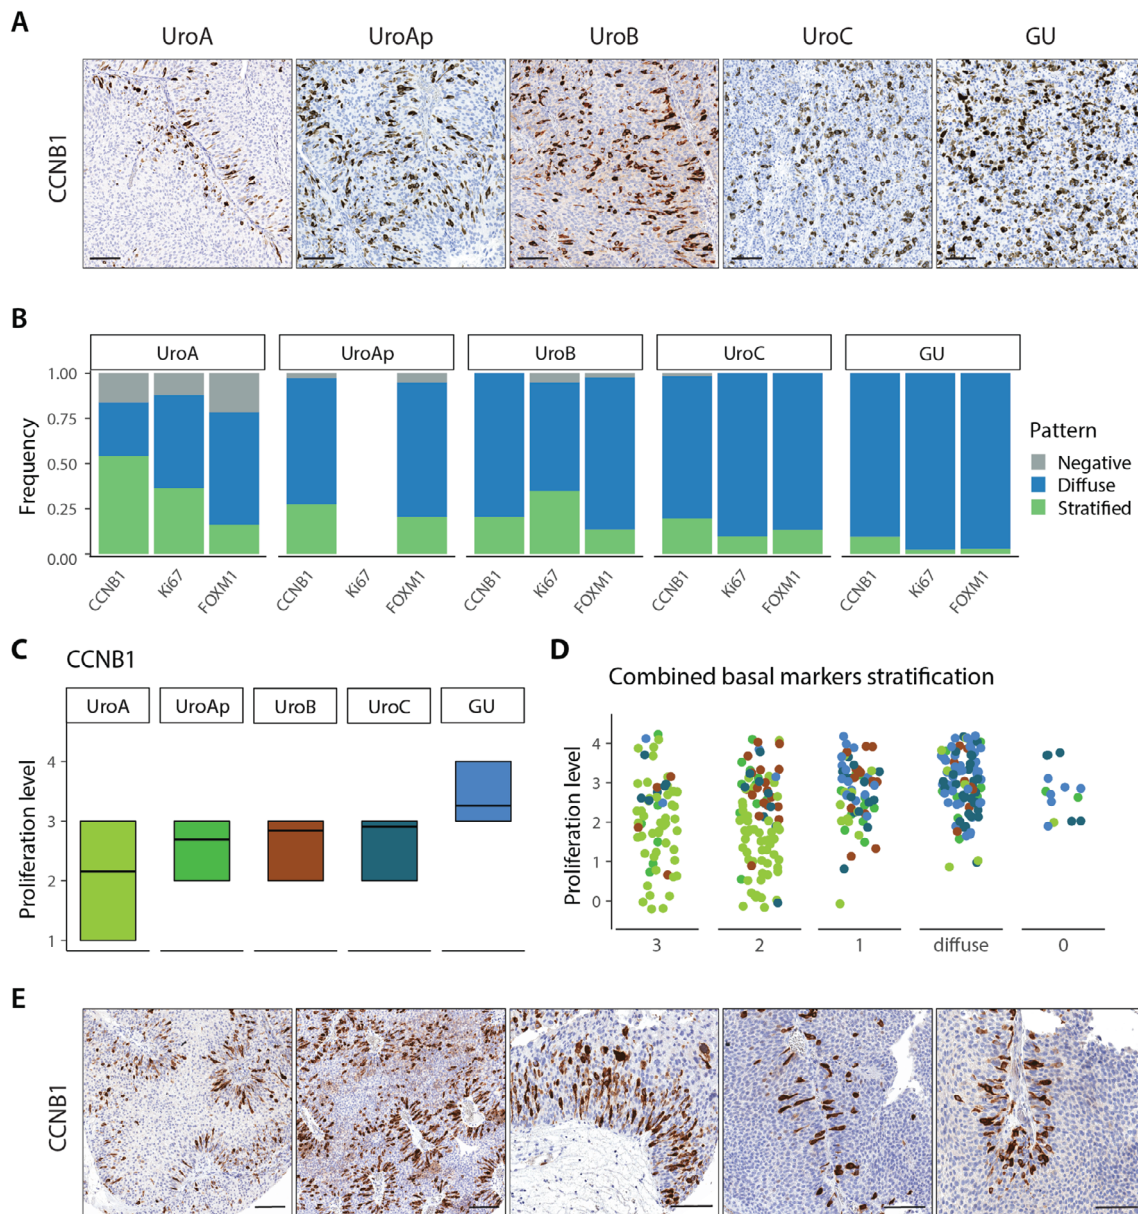 A
UroA UroAp UroB UroC GU
CCNB1
B
UroA UroAp UroB UroC GU
1.00
0.75
0.50
0.25
0.00
Frequency
CCNB1 Ki67 FOXM1 CCNB1 Ki67 FOXM1 CCNB1 Ki67 FOXM1 CCNB1 Ki67 FOXM1 CCNB1 Ki67 FOXM1
Pattern
Negative
Diffuse
Stratified
C
CCNB1
UroA UroAp UroB UroC GU
4
3
2
1
Proliferation level
D
Combined basal markers stratification
4
3
2
1
0
Proliferation level
3 2 1 diffuse 0
E
CCNB1